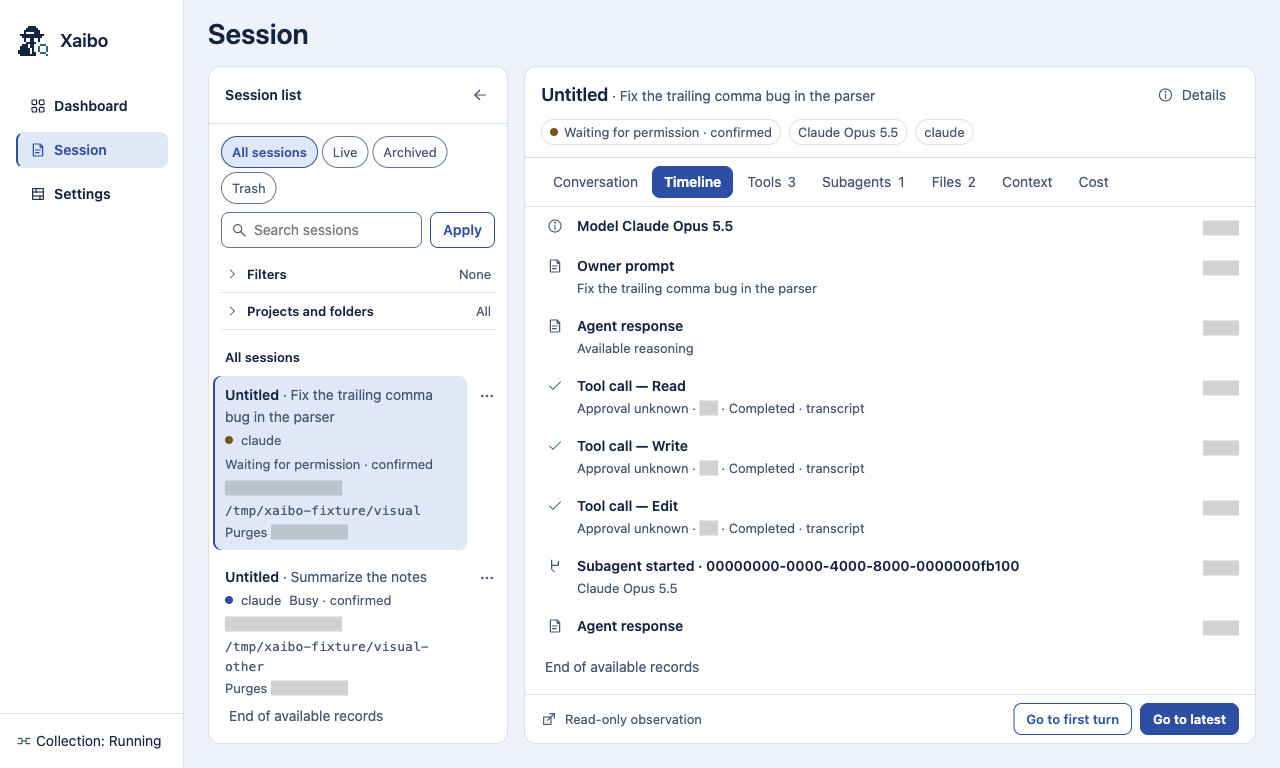 Xaibo
Dashboard
Session
Settings
Collection: Running
Session
Session list
All sessions
Live
Archived
Trash
Search sessions
Apply
Filters
None
Projects and folders
All
All sessions
Untitled · Fix the trailing comma
bug in the parser
claude
Waiting for permission · confirmed
/tmp/xaibo-fixture/visual
Purges
Untitled · Summarize the notes
claude Busy · confirmed
/tmp/xaibo-fixture/visual-
other
Purges
End of available records
Untitled · Fix the trailing comma bug in the parser
Details
Waiting for permission · confirmed
Claude Opus 5.5
claude
Conversation
Timeline
Tools 3
Subagents 1
Files 2
Context
Cost
Model Claude Opus 5.5
Owner prompt
Fix the trailing comma bug in the parser
Agent response
Available reasoning
Tool call — Read
Approval unknown · · Completed · transcript
Tool call — Write
Approval unknown · · Completed · transcript
Tool call — Edit
Approval unknown · · Completed · transcript
Subagent started · 00000000-0000-4000-8000-0000000fb100
Claude Opus 5.5
Agent response
End of available records
Read-only observation
Go to first turn
Go to latest